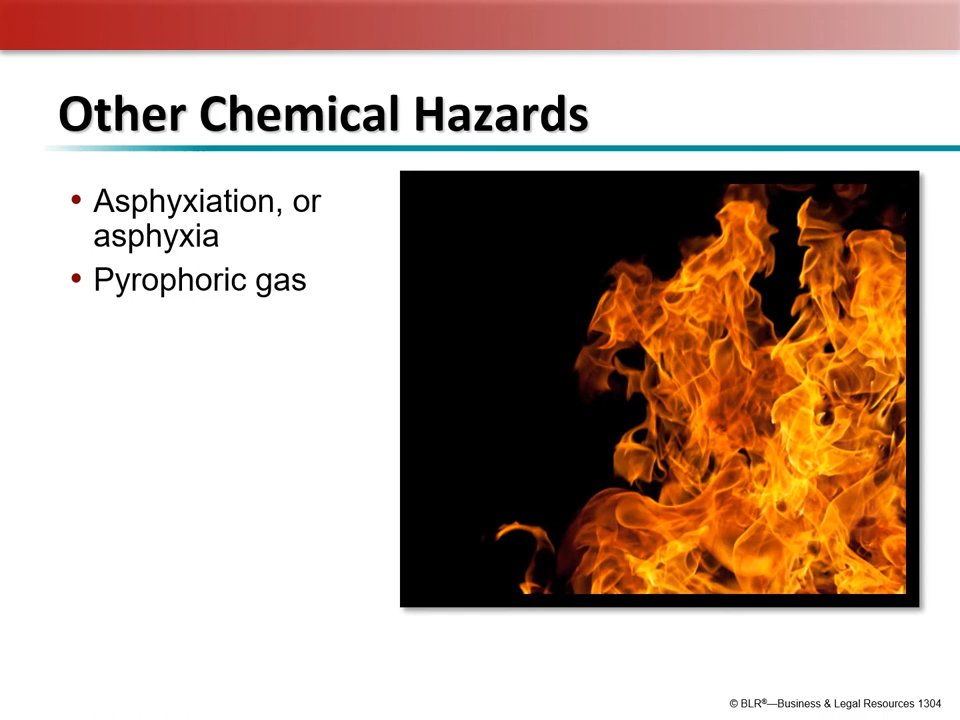 Other Chemical Hazards
• Asphyxiation, or
asphyxia
• Pyrophoric gas
© BLR®—Business & Legal Resources 1304